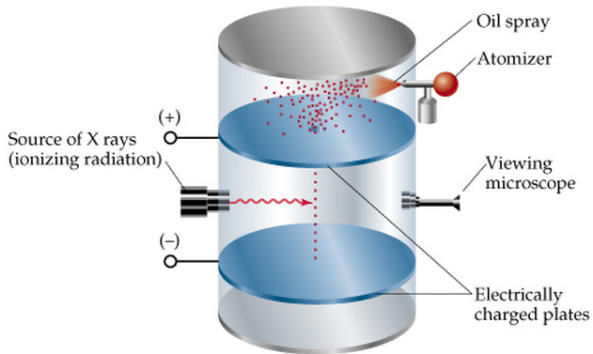 Oil spray
Atomizer
(+)
Source of X rays
(ionizing radiation)
Viewing
microscope
(−)
Electrically
charged plates